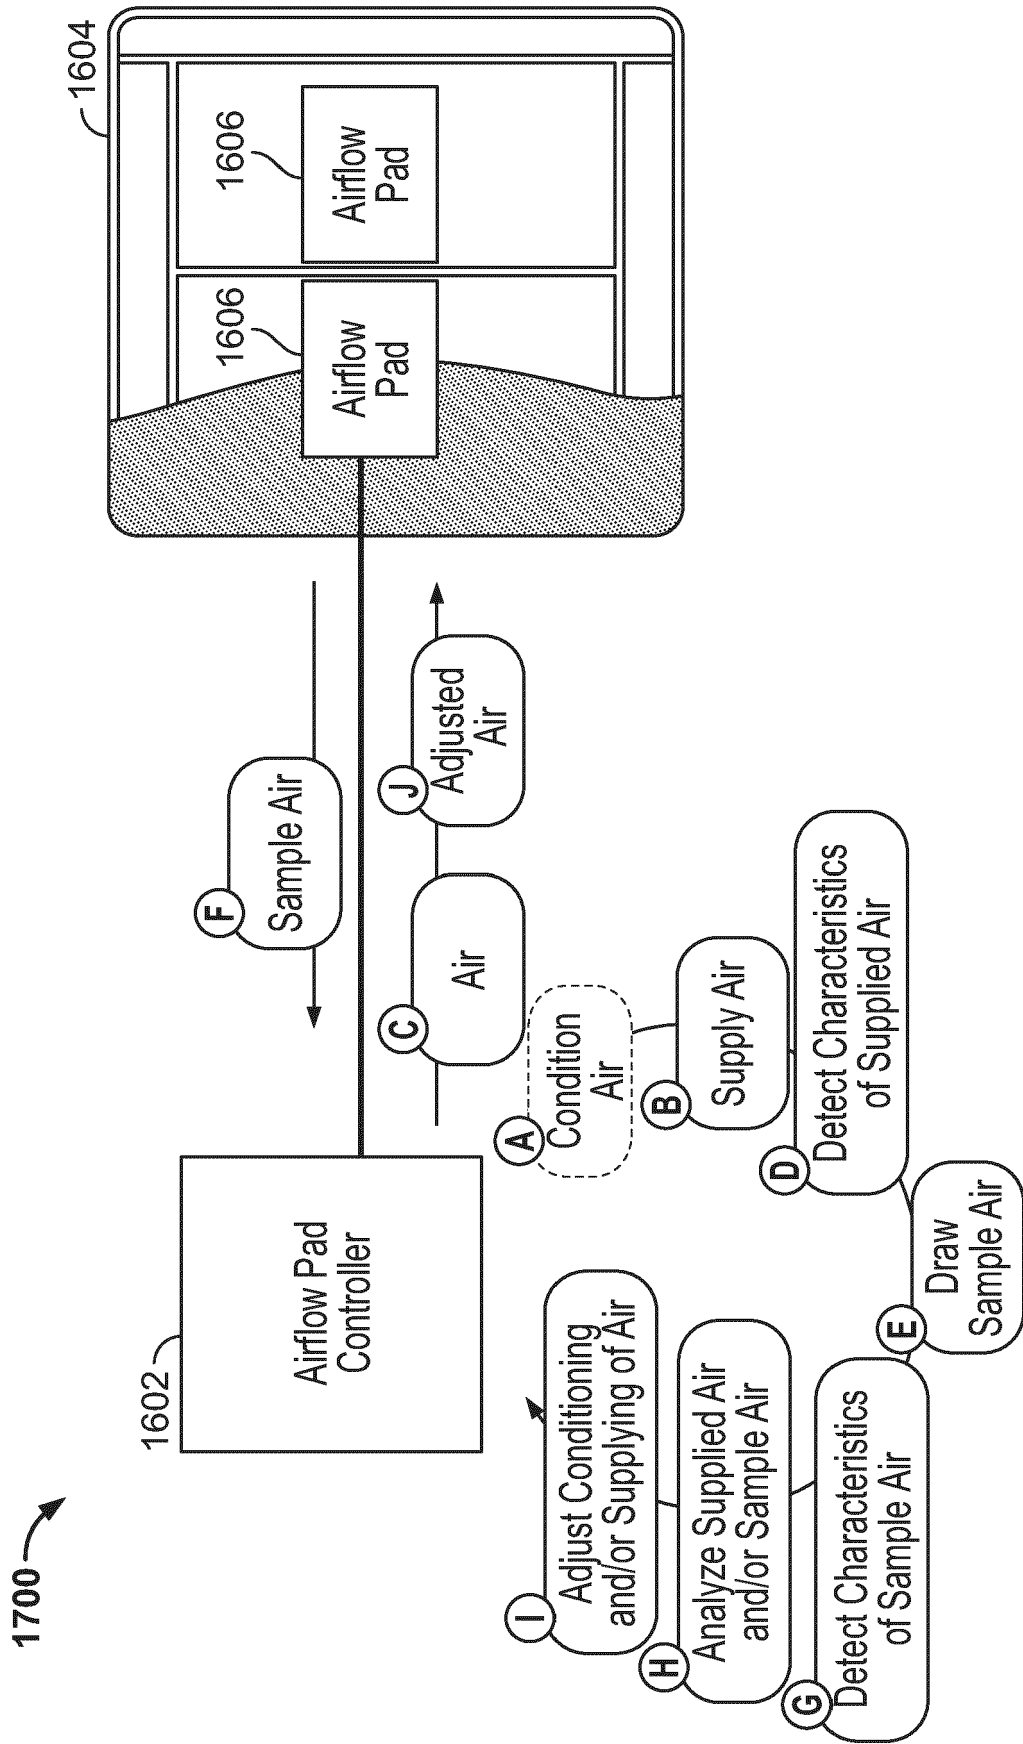 1700
1602
Airflow Pad
Controller
1604
1606
Airflow
Pad
1606
Airflow
Pad
F
Sample Air
C
Air
J
Adjusted
Air
A
Condition
Air
B
Supply Air
D
Detect Characteristics
of Supplied Air
E
Draw
Sample Air
G
Detect Characteristics
of Sample Air
H
Analyze Supplied Air
and/or Sample Air
I
Adjust Conditioning
and/or Supplying of Air